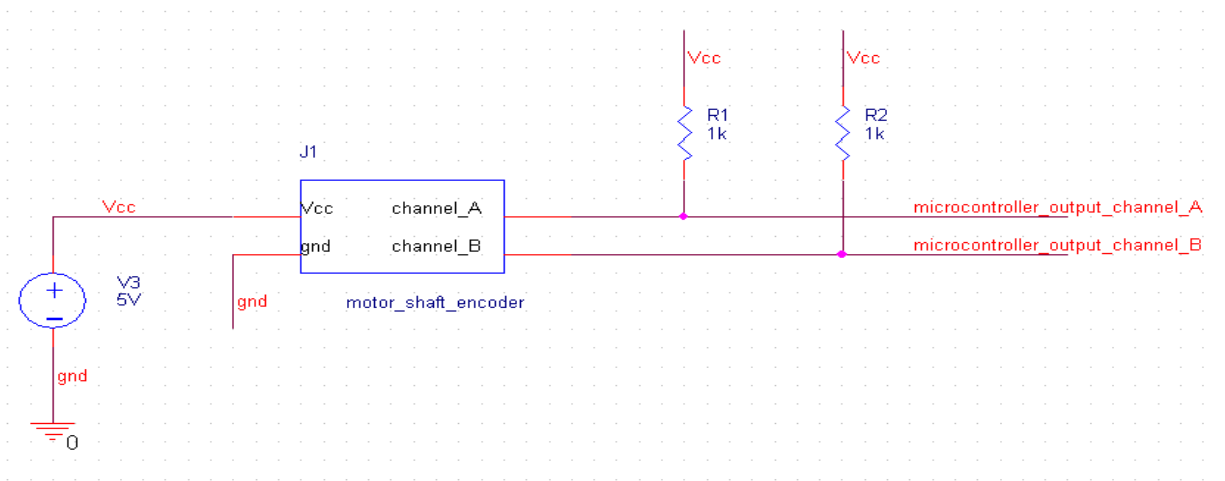 Vcc
Vcc
R1
1k
R2
1k
J1
Vcc
Vcc
channel_A
microcontroller_output_channel_A
gnd
channel_B
microcontroller_output_channel_B
V3
5V
gnd
motor_shaft_encoder
gnd
0